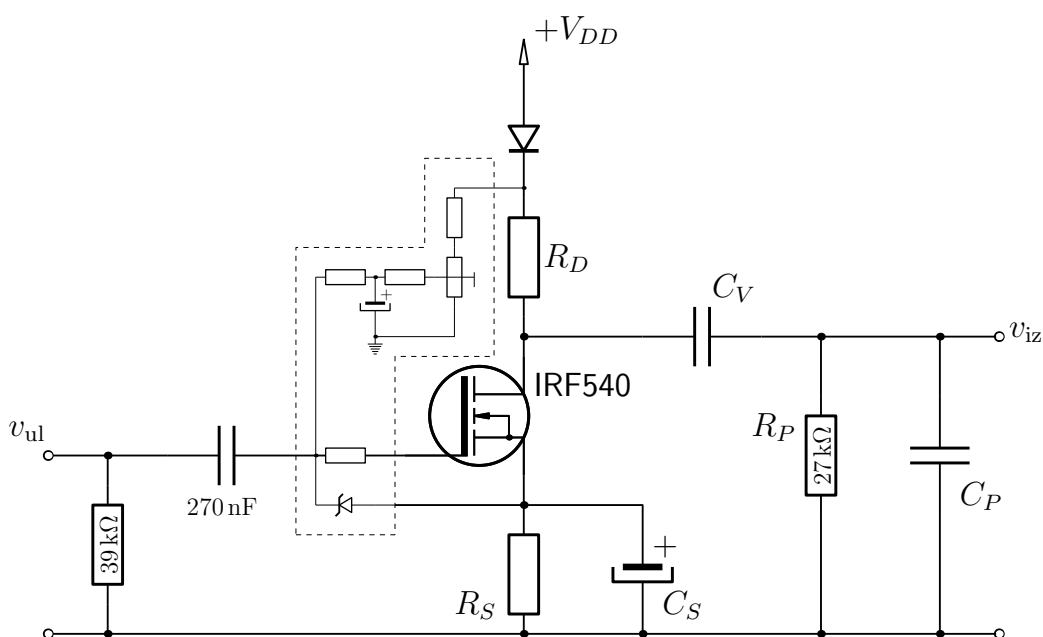 +V_DD
R_D
C_V
v_iz
IRF540
v_ul
R_P
27 kΩ
C_P
270 nF
+
39 kΩ
+
R_S
C_S